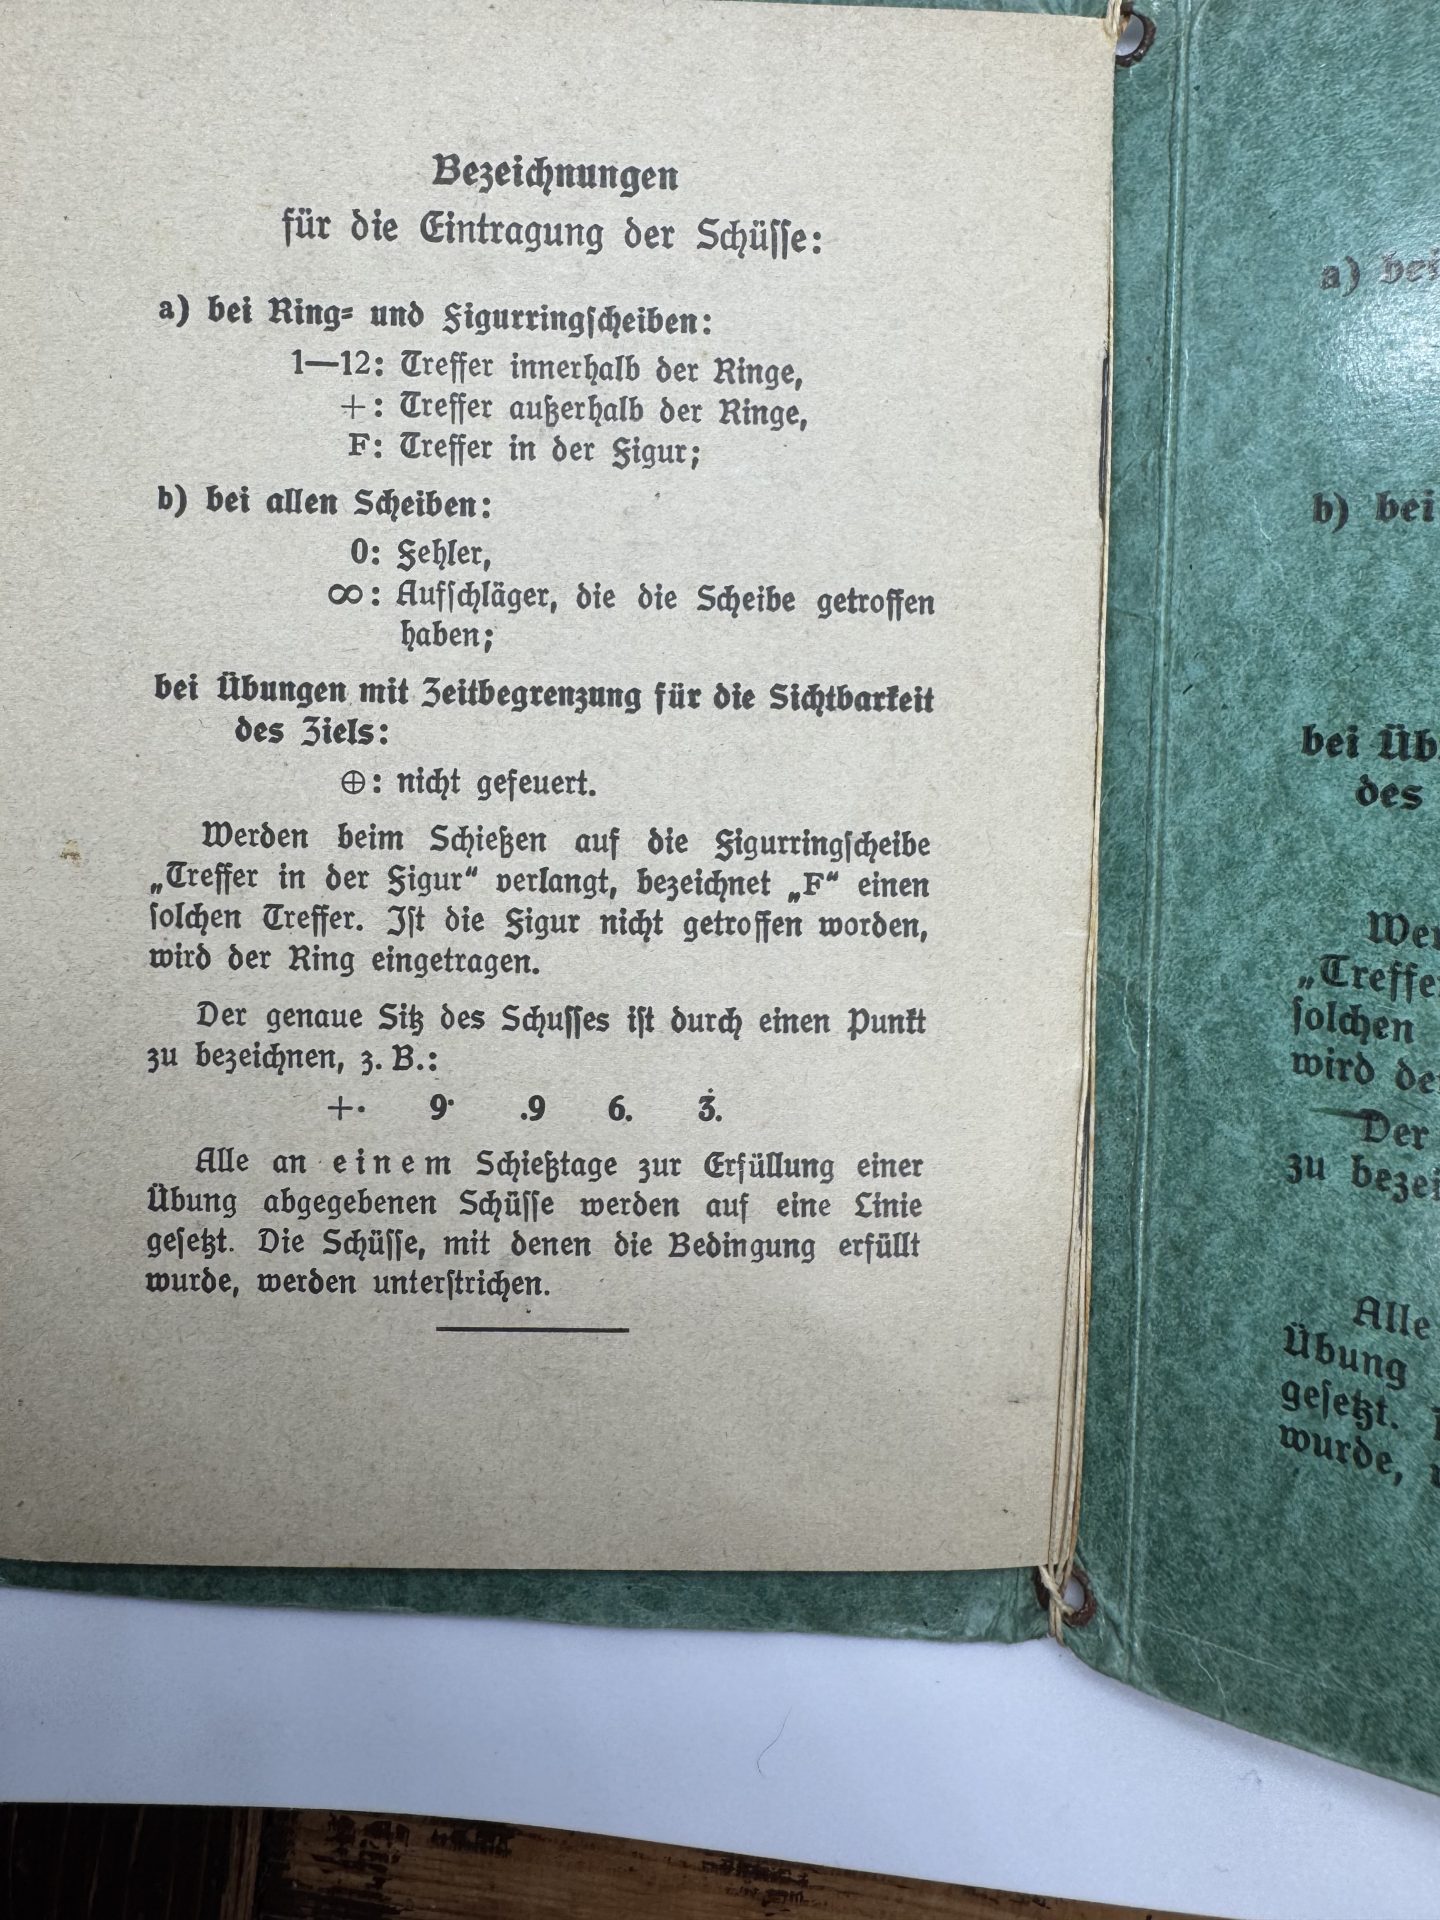 Bezeichnungen
für die Eintragung der Schüsse:
a) bei Ring= und Figurringscheiben:
1—12: Treffer innerhalb der Ringe,
+: Treffer außerhalb der Ringe,
F: Treffer in der Figur;
b) bei allen Scheiben:
0: Fehler,
∞: Aufschläger, die die Scheibe getroffen
haben;
bei Übungen mit Zeitbegrenzung für die Sichtbarkeit
des Ziels:
⊕: nicht gefeuert.
Werden beim Schießen auf die Figurringscheibe
„Treffer in der Figur“ verlangt, bezeichnet „F“ einen
solchen Treffer. Ist die Figur nicht getroffen worden,
wird der Ring eingetragen.
Der genaue Sitz des Schusses ist durch einen Punkt
zu bezeichnen, z. B.:
+· 9· .9 6. 3̇.
Alle an einem Schießtage zur Erfüllung einer
Übung abgegebenen Schüsse werden auf eine Linie
gesetzt. Die Schüsse, mit denen die Bedingung erfüllt
wurde, werden unterstrichen.
a) bei
b) bei
bei Üb
des
Wer
„Treffe
solchen
wird de
Der
zu bezei
Alle
Übung
gesetzt.
wurde,